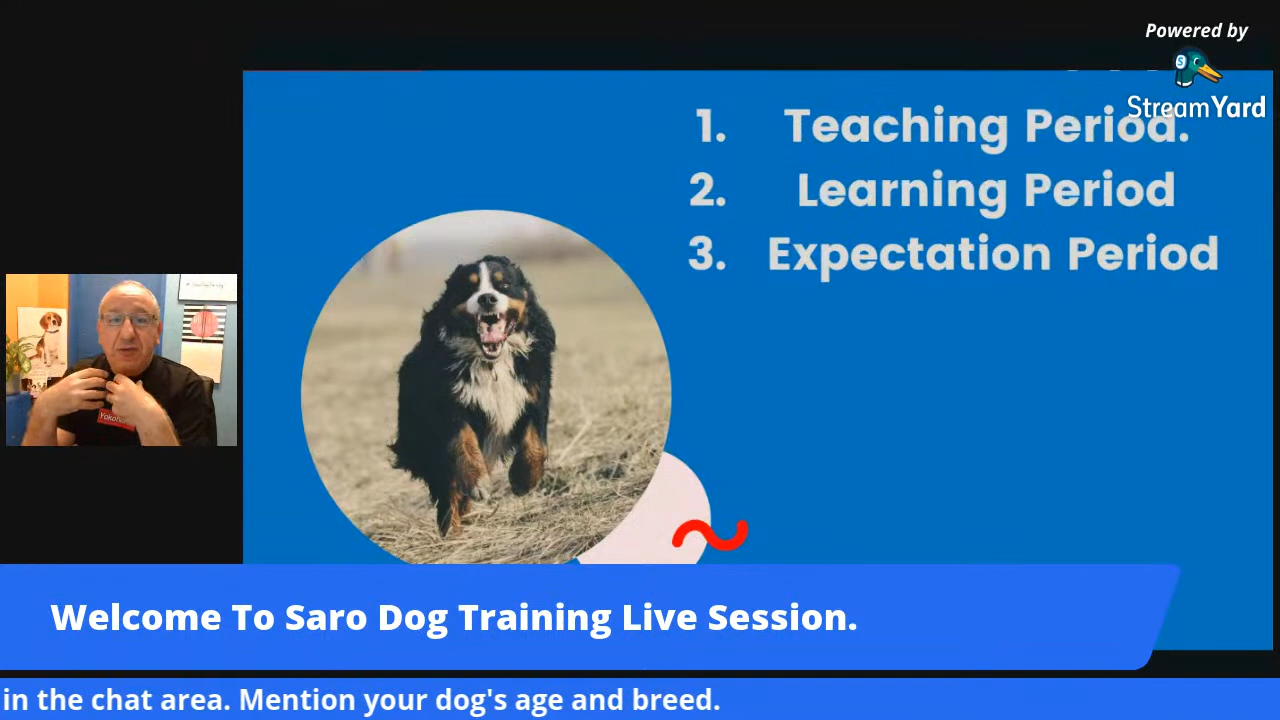 Powered by
StreamYard
1. Teaching Period.
2. Learning Period
3. Expectation Period
Welcome To Saro Dog Training Live Session.
in the chat area. Mention your dog's age and breed.